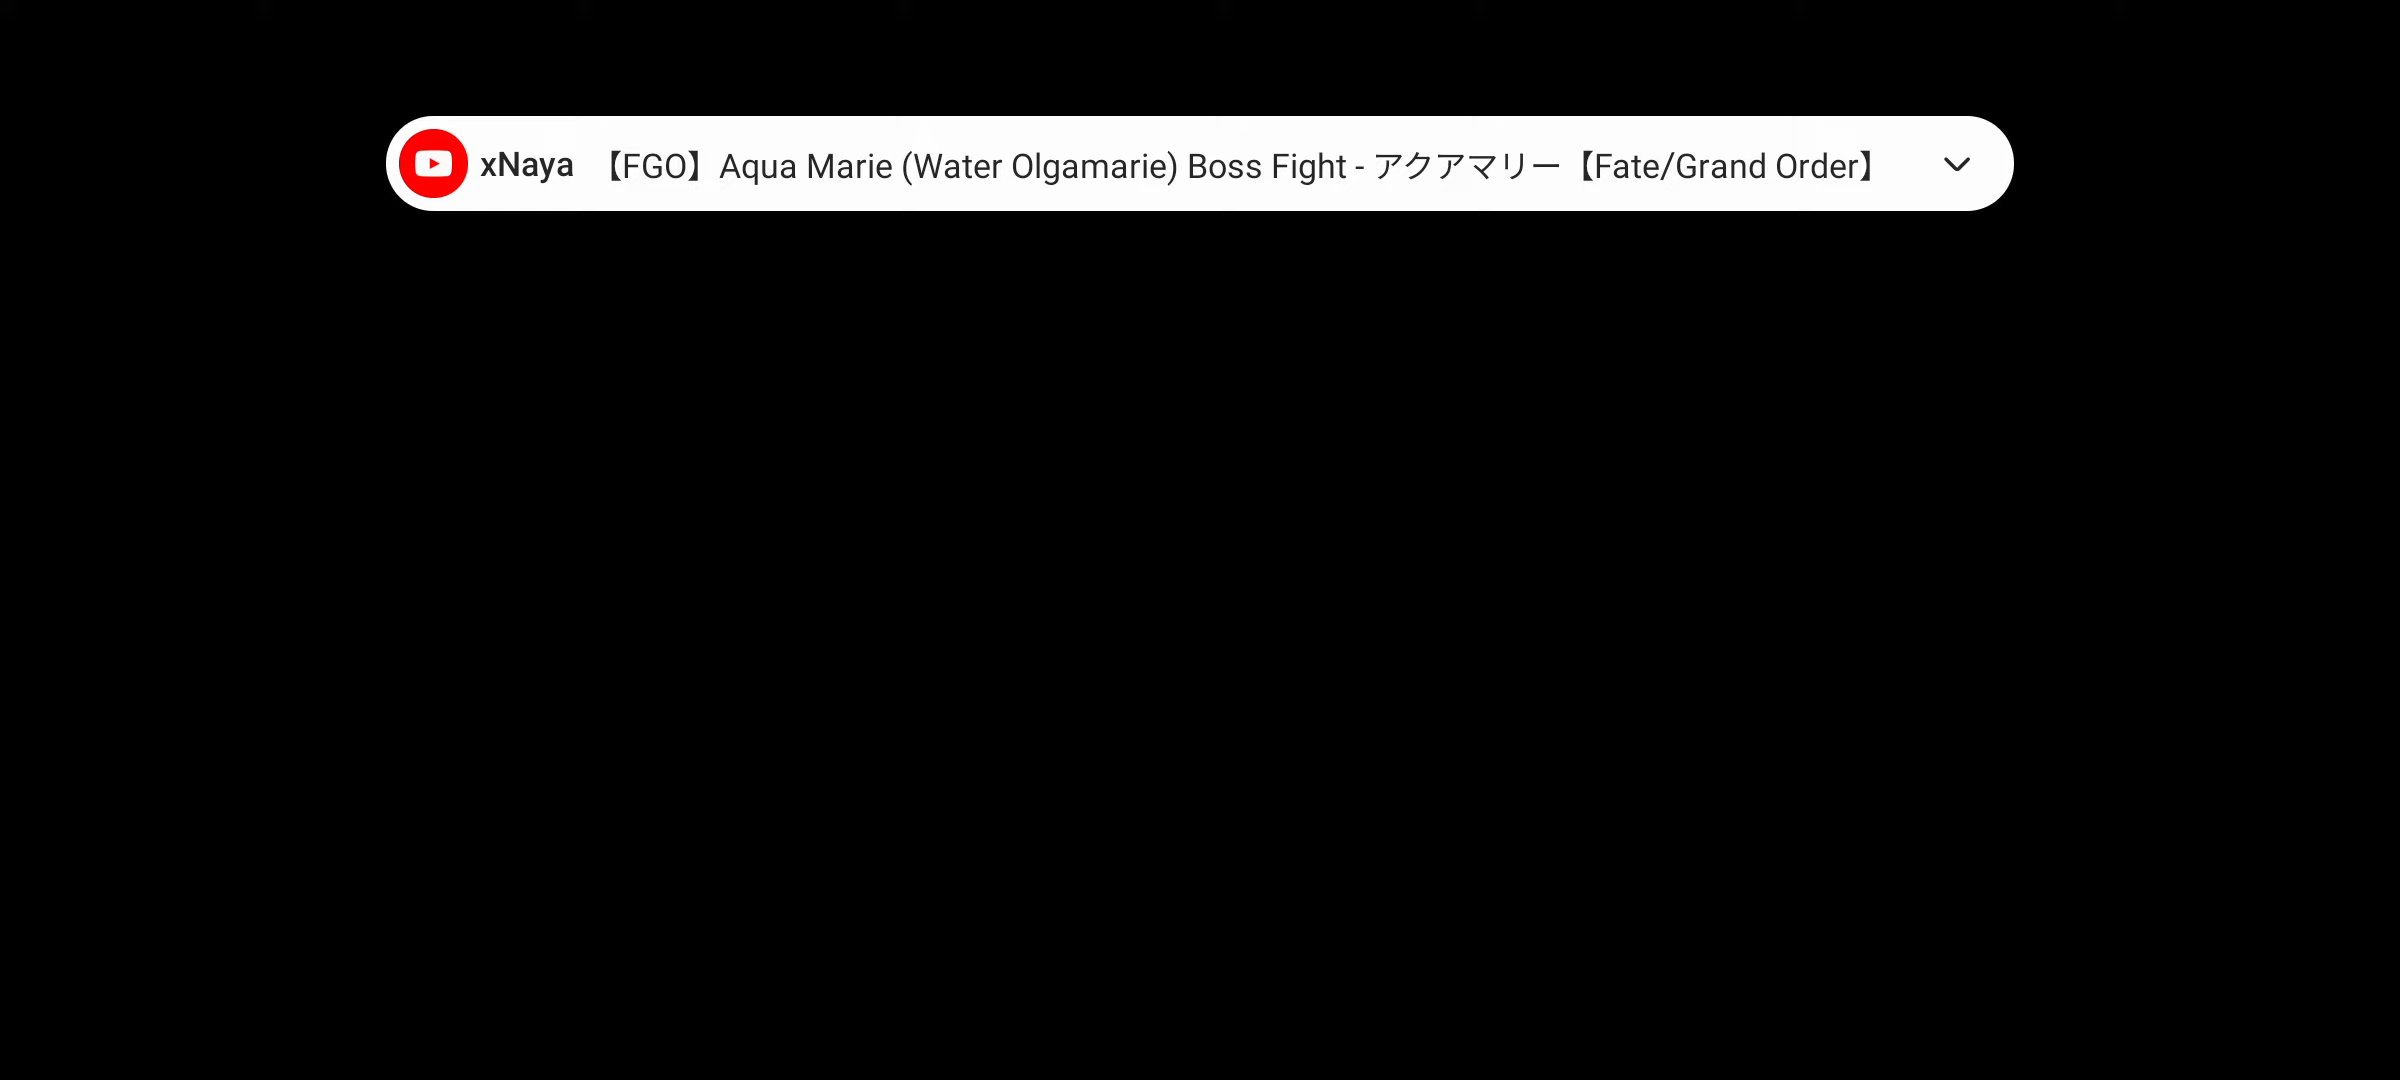 xNaya 【FGO】Aqua Marie (Water Olgamarie) Boss Fight - アクアマリー【Fate/Grand Order】